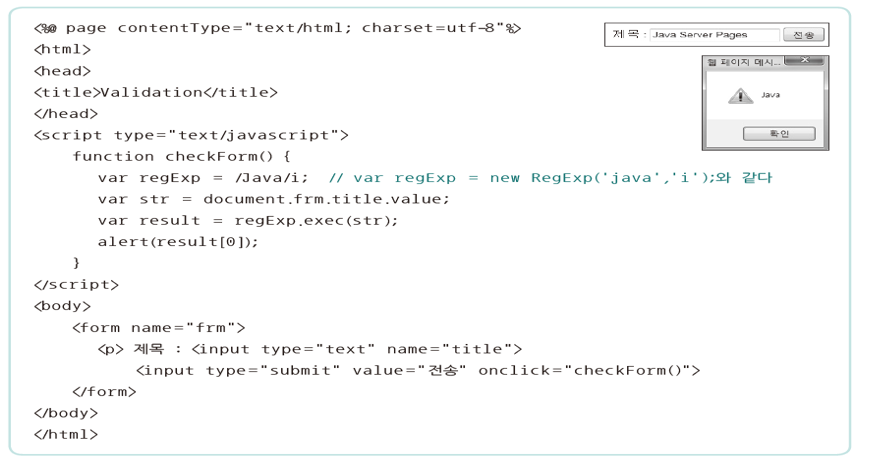 <%@ page contentType="text/html; charset=utf-8"%>
<html>
<head>
<title>Validation</title>
</head>
<script type="text/javascript">
function checkForm() {
var regExp = /Java/i; // var regExp = new RegExp('java','i');와 같다
var str = document.frm.title.value;
var result = regExp.exec(str);
alert(result[0]);
}
</script>
<body>
<form name="frm">
<p> 제목 : <input type="text" name="title">
<input type="submit" value="전송" onclick="checkForm()">
</form>
</body>
</html>
제목 : Java Server Pages 전송
웹 페이지 메시...
Java
확인